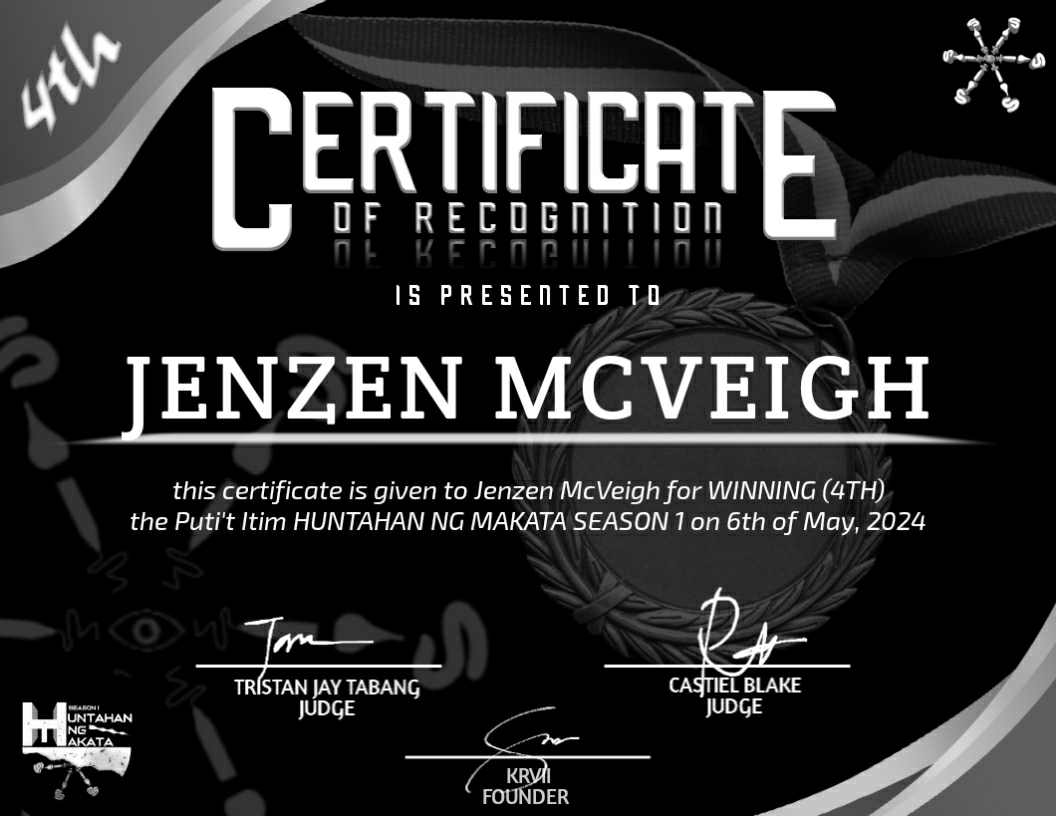 4th
CERTIFICATE
OF RECOGNITION
IS PRESENTED TO
JENZEN MCVEIGH
this certificate is given to Jenzen McVeigh for WINNING (4TH)
the Puti't Itim HUNTAHAN NG MAKATA SEASON 1 on 6th of May, 2024
TRISTAN JAY TABANG
JUDGE
CASTIEL BLAKE
JUDGE
SEASON 1
HUNTAHAN
NG
MAKATA
KRVII
FOUNDER